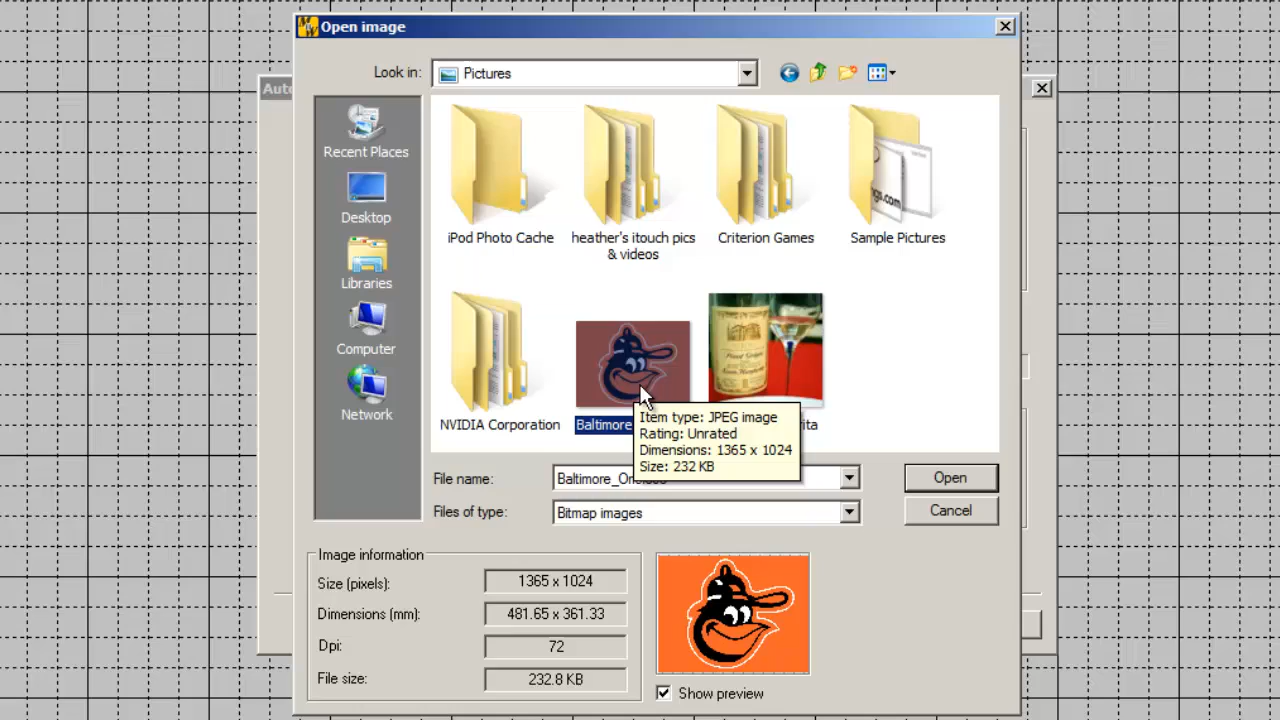 Open image
Auto
Look in:
Pictures
Recent Places
Desktop
Libraries
Computer
Network
iPod Photo Cache
heather's itouch pics
& videos
Criterion Games
Sample Pictures
NVIDIA Corporation
Baltimore
Item type: JPEG image
Rating: Unrated
Dimensions: 1365 x 1024
Size: 232 KB
File name:
Baltimore_Orioles
Open
Files of type:
Bitmap images
Cancel
Image information
Size (pixels):
1365 x 1024
Dimensions (mm):
481.65 x 361.33
Dpi:
72
File size:
232.8 KB
Show preview